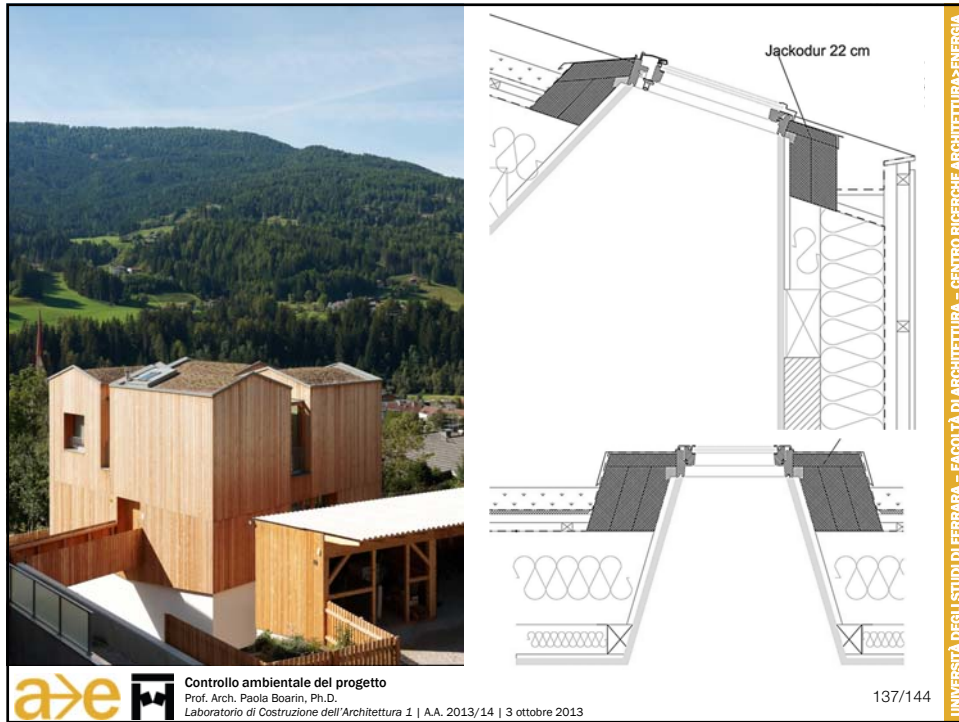 Jackodur 22 cm
a>e
Controllo ambientale del progetto
Prof. Arch. Paola Boarin, Ph.D.
Laboratorio di Costruzione dell'Architettura 1 | A.A. 2013/14 | 3 ottobre 2013
137/144
UNIVERSITÀ DEGLI STUDI DI FERRARA – FACOLTÀ DI ARCHITETTURA – CENTRO RICERCHE ARCHITETTURA>ENERGIA